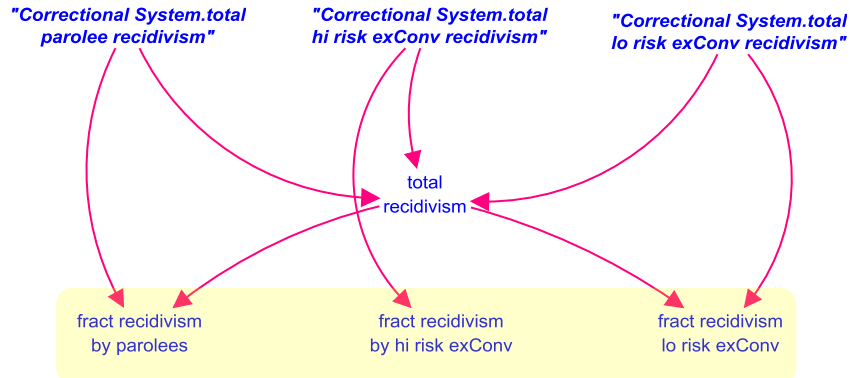 "Correctional System.total
parolee recidivism"
"Correctional System.total
hi risk exConv recidivism"
"Correctional System.total
lo risk exConv recidivism"
total
recidivism
fract recidivism
by parolees
fract recidivism
by hi risk exConv
fract recidivism
lo risk exConv